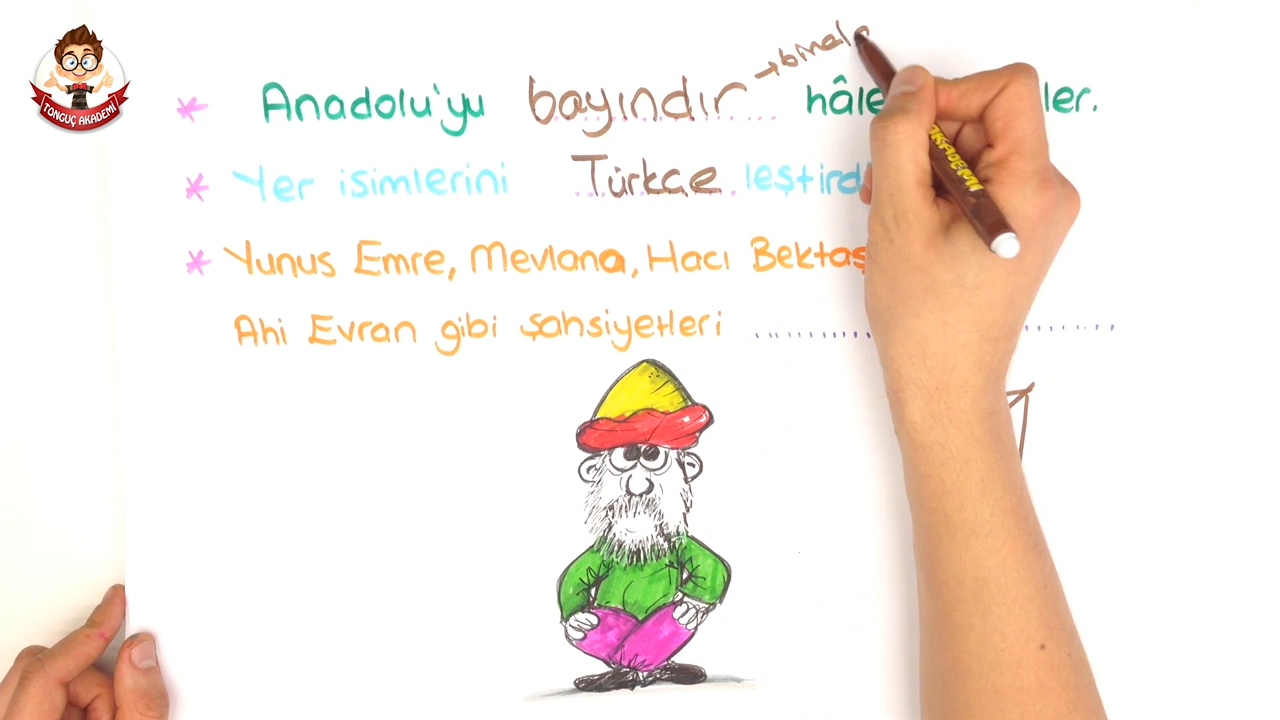 TONGUÇ AKADEMİ
* Anadolu'yu bayındır hâle ler.
* Yer isimlerini Türkçe leştird
* Yunus Emre, Mevlana, Hacı Bektaş
Ahi Evran gibi şahsiyetleri ............
AKADEMİ